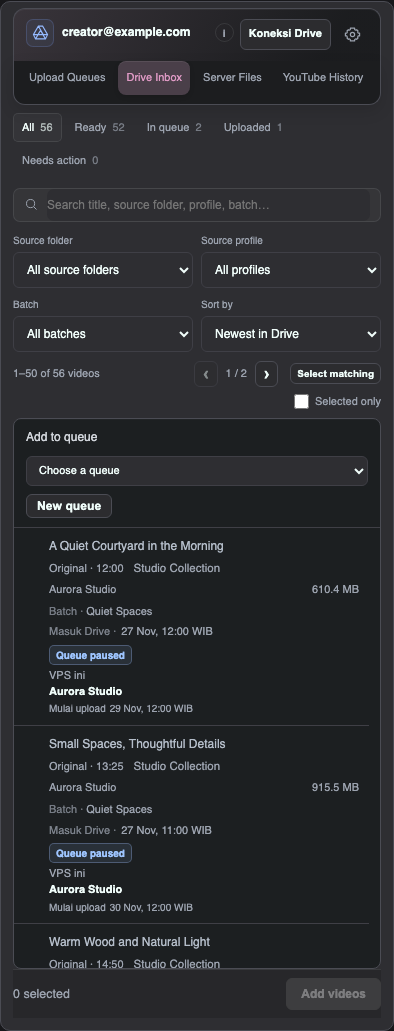 creator@example.com
I
Koneksi Drive
Upload Queues Drive Inbox Server Files YouTube History
All 56 Ready 52 In queue 2 Uploaded 1
Needs action 0
Search title, source folder, profile, batch…
Source folder Source profile
All source folders All profiles
Batch Sort by
All batches Newest in Drive
1–50 of 56 videos ‹ 1 / 2 › Select matching
Selected only
Add to queue
Choose a queue
New queue
A Quiet Courtyard in the Morning
Original · 12:00 Studio Collection
Aurora Studio 610.4 MB
Batch · Quiet Spaces
Masuk Drive · 27 Nov, 12:00 WIB
Queue paused
VPS ini
Aurora Studio
Mulai upload 29 Nov, 12:00 WIB
Small Spaces, Thoughtful Details
Original · 13:25 Studio Collection
Aurora Studio 915.5 MB
Batch · Quiet Spaces
Masuk Drive · 27 Nov, 11:00 WIB
Queue paused
VPS ini
Aurora Studio
Mulai upload 30 Nov, 12:00 WIB
Warm Wood and Natural Light
Original · 14:50 Studio Collection
0 selected Add videos